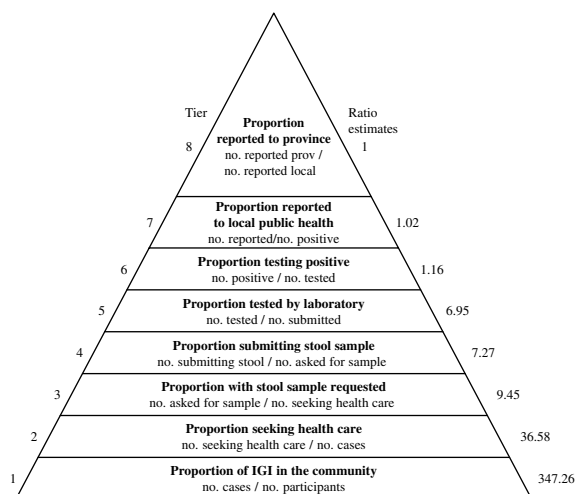 Tier
Ratio
estimates
Proportion
reported to province
8
1
no. reported prov /
no. reported local
Proportion reported
to local public health
7
1.02
no. reported/no. positive
Proportion testing positive
6
1.16
no. positive / no. tested
Proportion tested by laboratory
5
6.95
no. tested / no. submitted
Proportion submitting stool sample
4
7.27
no. submitting stool / no. asked for sample
Proportion with stool sample requested
3
9.45
no. asked for sample / no. seeking health care
Proportion seeking health care
2
36.58
no. seeking health care / no. cases
Proportion of IGI in the community
1
347.26
no. cases / no. participants